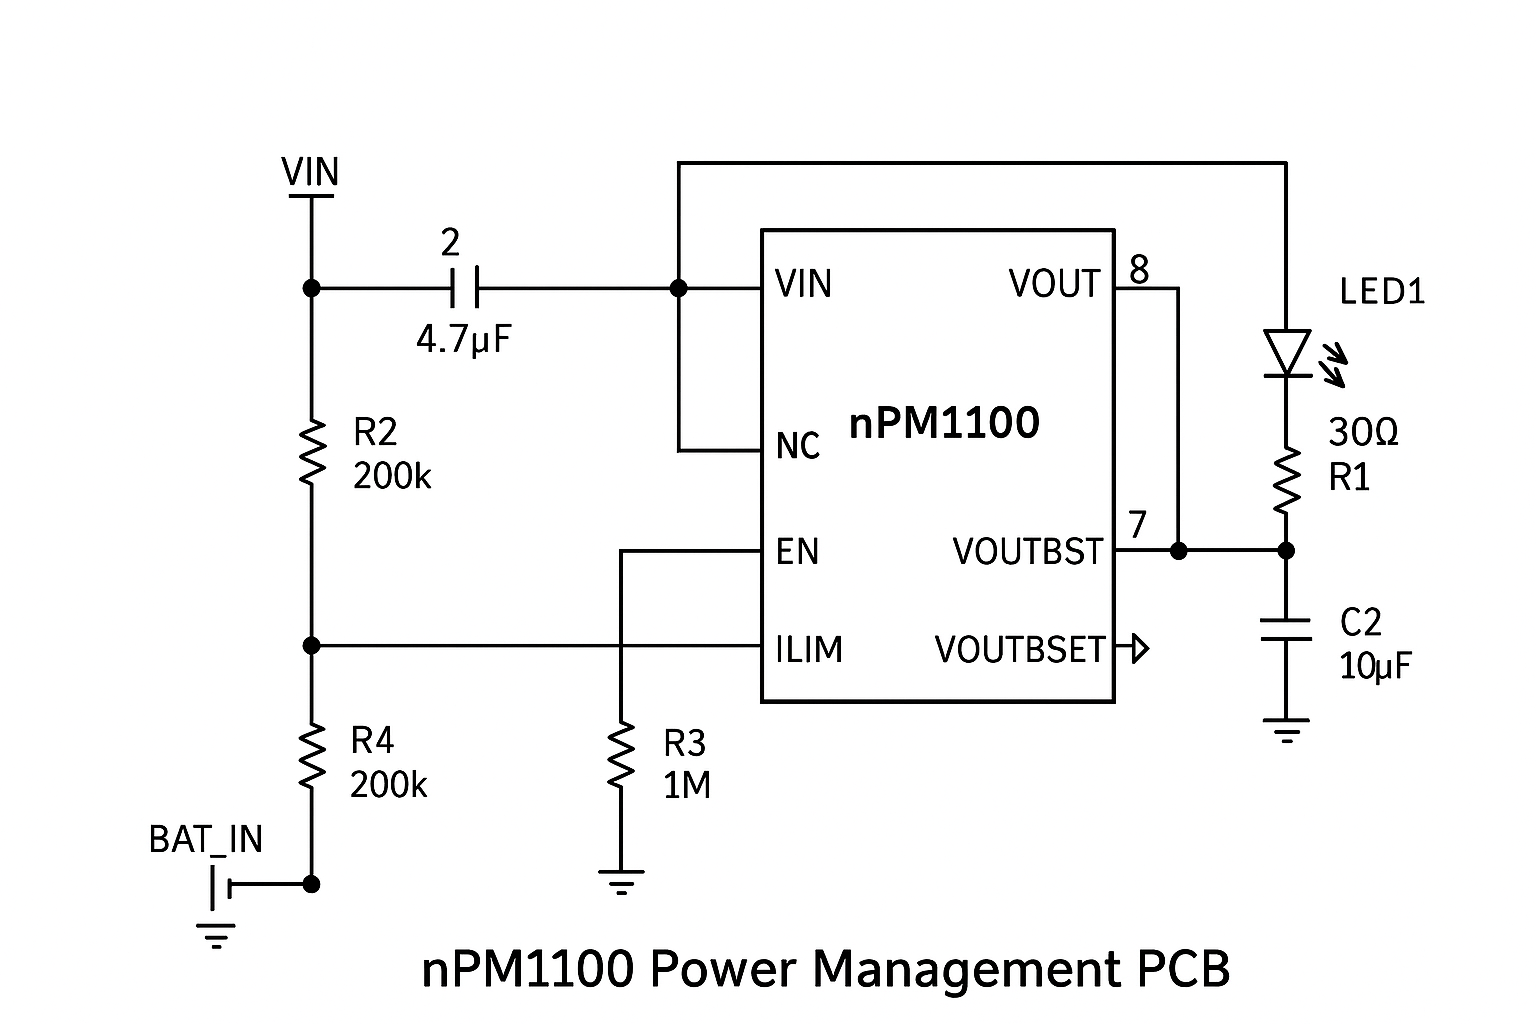 VIN
2
4.7µF
VIN
VOUT
8
LED1
NC
nPM1100
R2
200k
30Ω
R1
EN
VOUTBST
7
ILIM
VOUTBSET
C2
10µF
R4
200k
R3
1M
BAT_IN
nPM1100 Power Management PCB